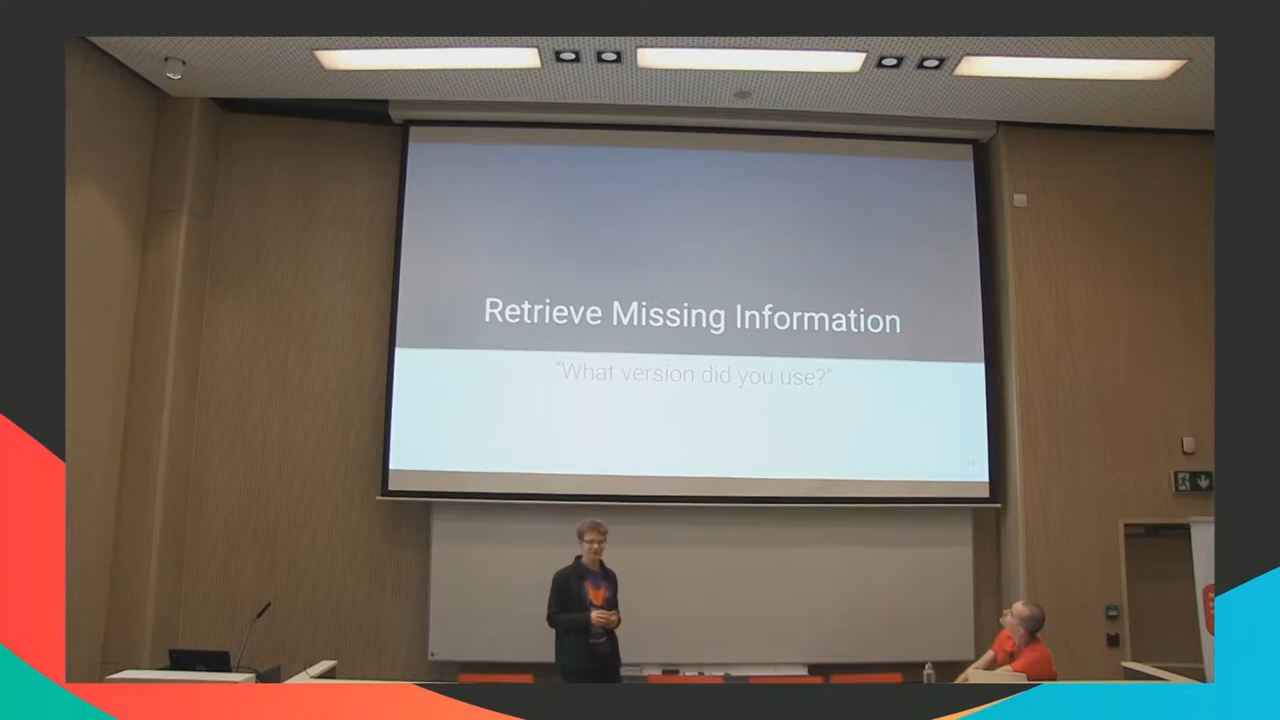 Retrieve Missing Information
"What version did you use?"